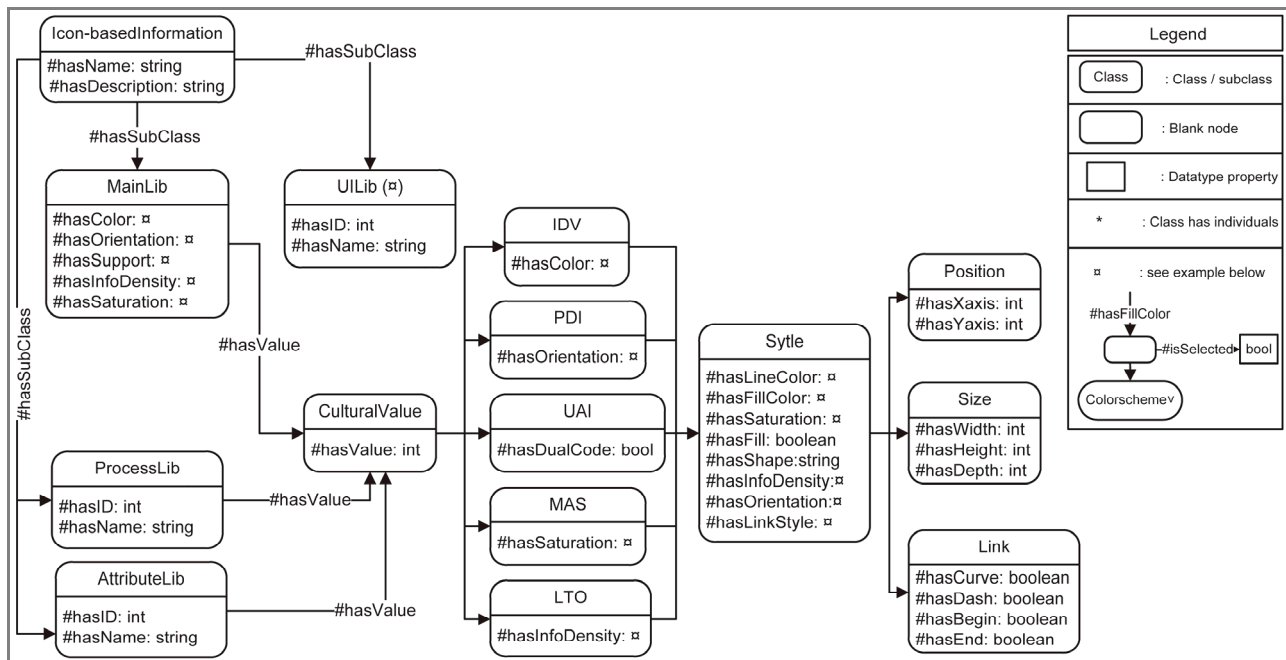 Icon-basedInformation
#hasName: string
#hasDescription: string
#hasSubClass
#hasSubClass
#hasSubClass
MainLib
#hasColor: ¤
#hasOrientation: ¤
#hasSupport: ¤
#hasInfoDensity: ¤
#hasSaturation: ¤
UILib (¤)
#hasID: int
#hasName: string
#hasValue
ProcessLib
#hasID: int
#hasName: string
#hasValue
AttributeLib
#hasID: int
#hasName: string
#hasValue
CulturalValue
#hasValue: int
IDV
#hasColor: ¤
PDI
#hasOrientation: ¤
UAI
#hasDualCode: bool
MAS
#hasSaturation: ¤
LTO
#hasInfoDensity: ¤
Sytle
#hasLineColor: ¤
#hasFillColor: ¤
#hasSaturation: ¤
#hasFill: boolean
#hasShape:string
#hasInfoDensity:¤
#hasOrientation:¤
#hasLinkStyle: ¤
Position
#hasXaxis: int
#hasYaxis: int
Size
#hasWidth: int
#hasHeight: int
#hasDepth: int
Link
#hasCurve: boolean
#hasDash: boolean
#hasBegin: boolean
#hasEnd: boolean
Legend
Class : Class / subclass
: Blank node
: Datatype property
* : Class has individuals
¤ : see example below
#hasFillColor
#isSelected bool
Colorschemev